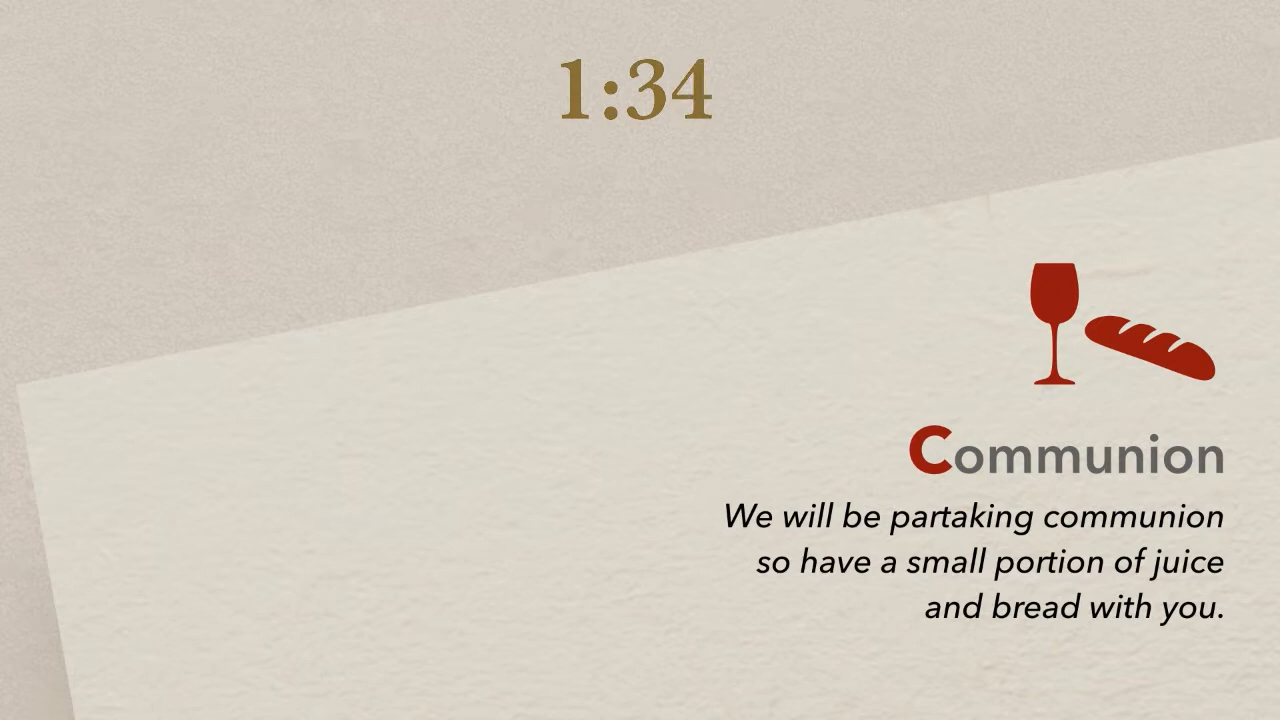 1:34
Communion
We will be partaking communion
so have a small portion of juice
and bread with you.